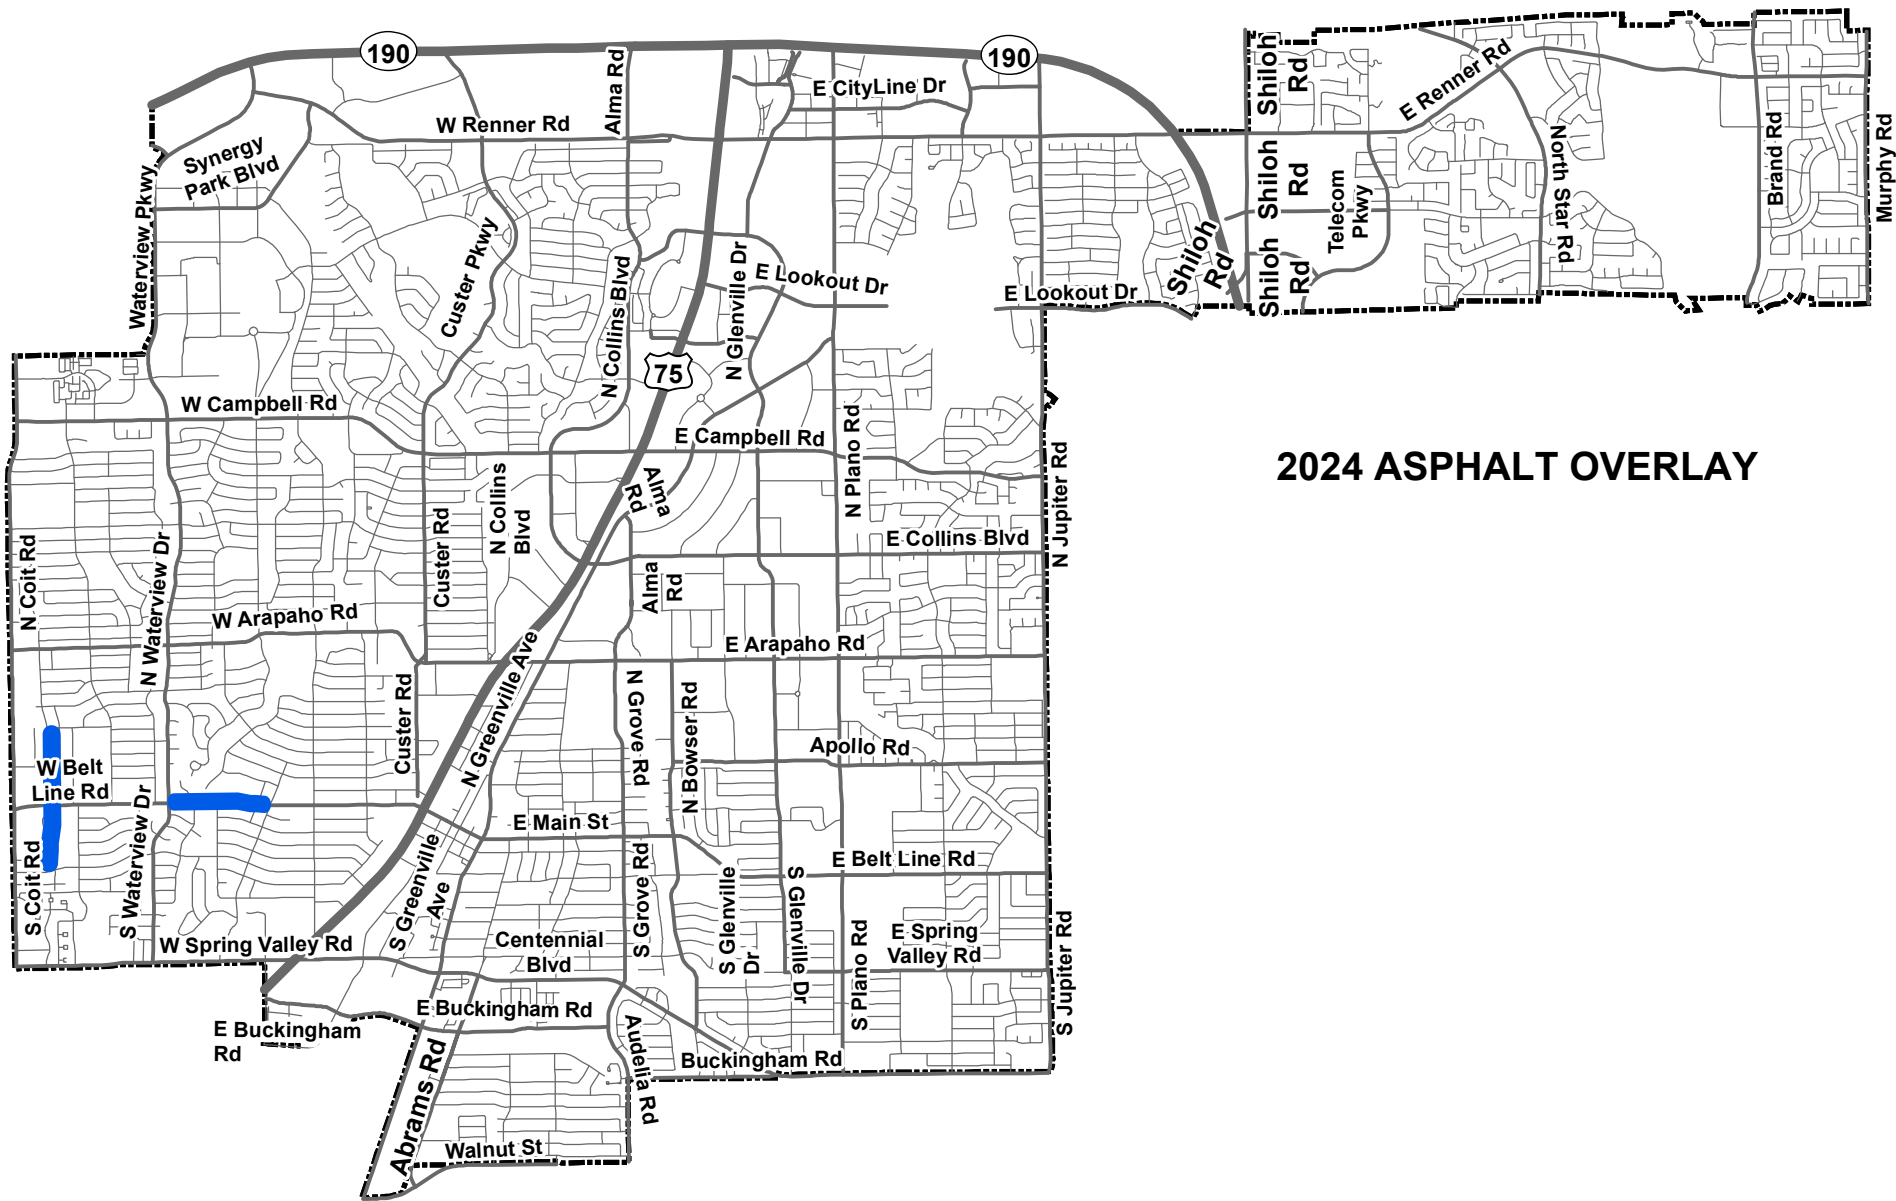 190
190
Alma Rd
E CityLine Dr
Shiloh
Rd
E Renner Rd
W Renner Rd
Synergy
Park Blvd
Waterview Pkwy
Custer Pkwy
N Collins Blvd
N Glenville Dr
E Lookout Dr
E Lookout Dr
Shiloh
Rd
Shiloh
Rd
Shiloh
Rd
Telecom
Pkwy
North Star Rd
Brand Rd
Murphy Rd
75
W Campbell Rd
E Campbell Rd
N Plano Rd
N Jupiter Rd
2024 ASPHALT OVERLAY
N Coit Rd
N Waterview Dr
Custer Rd
N Collins
Blvd
Alma
Rd
E Collins Blvd
Alma
Rd
W Arapaho Rd
E Arapaho Rd
N Greenville Ave
Custer Rd
N Grove Rd
N Bowser Rd
Apollo Rd
W Belt
Line Rd
S Coit Rd
S Waterview Dr
E Main St
E Belt Line Rd
S Greenville
Ave
S Grove Rd
S Glenville
Dr
S Glenville Dr
S Plano Rd
E Spring
Valley Rd
S Jupiter Rd
W Spring Valley Rd
Centennial
Blvd
E Buckingham Rd
E Buckingham
Rd
Buckingham Rd
Audelia Rd
Abrams Rd
Walnut St